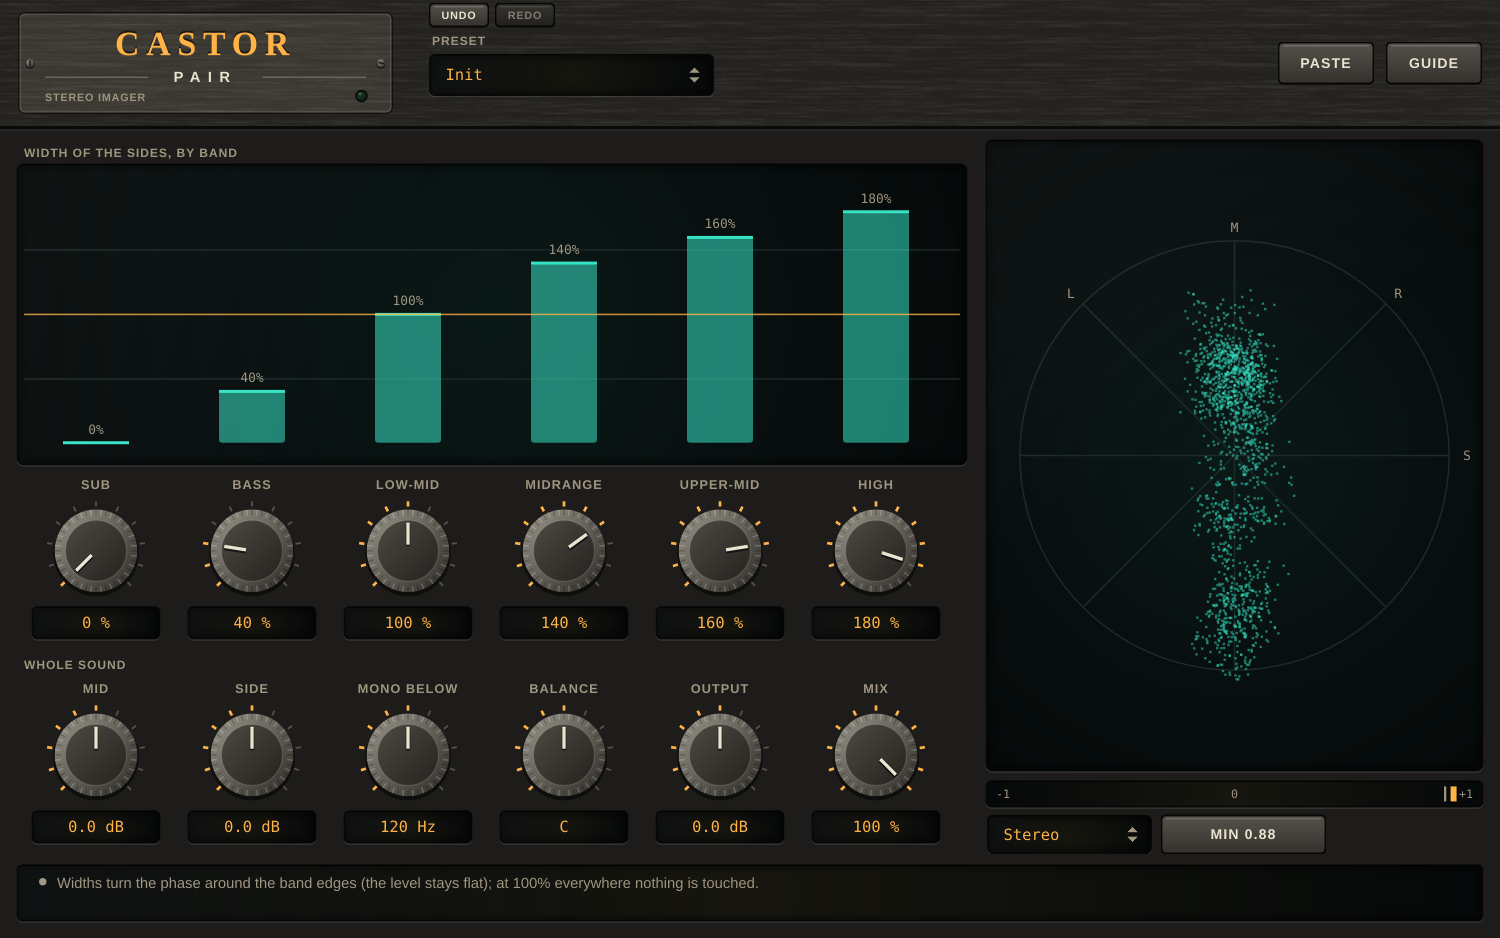 UNDO REDO
CASTOR
PAIR
STEREO IMAGER
PRESET
Init
PASTE GUIDE
WIDTH OF THE SIDES, BY BAND
0% 40% 100% 140% 160% 180%
SUB BASS LOW-MID MIDRANGE UPPER-MID HIGH
0 % 40 % 100 % 140 % 160 % 180 %
WHOLE SOUND
MID SIDE MONO BELOW BALANCE OUTPUT MIX
0.0 dB 0.0 dB 120 Hz C 0.0 dB 100 %
M
L R
S
-1 0 +1
Stereo MIN 0.88
Widths turn the phase around the band edges (the level stays flat); at 100% everywhere nothing is touched.